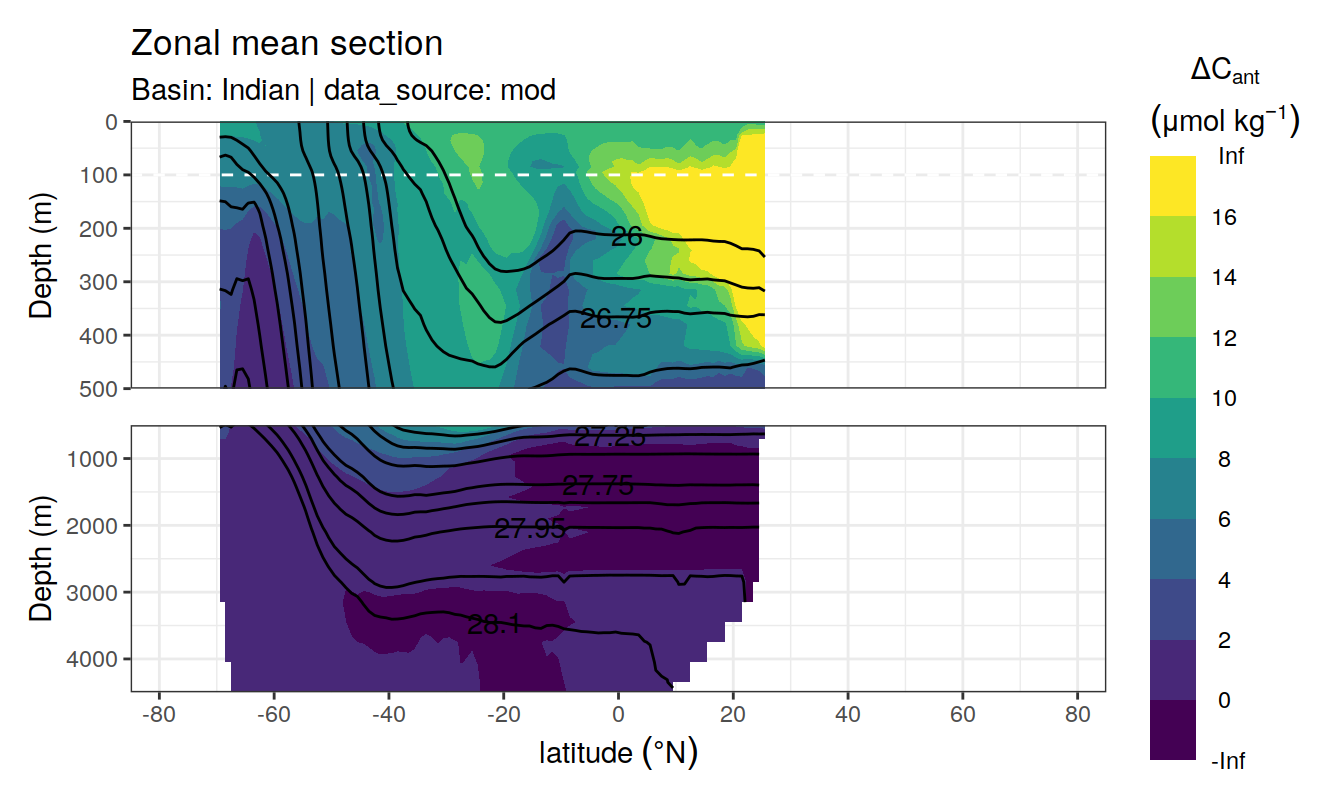 Zonal mean section
Basin: Indian | data_source: mod
ΔCant
(μmol kg⁻¹)
Inf
16
14
12
10
8
6
4
2
0
-Inf
Depth (m)
0
100
200
300
400
500
26
26.75
Depth (m)
1000
2000
3000
4000
27.25
27.75
27.95
28.1
-80 -60 -40 -20 0 20 40 60 80
latitude (°N)